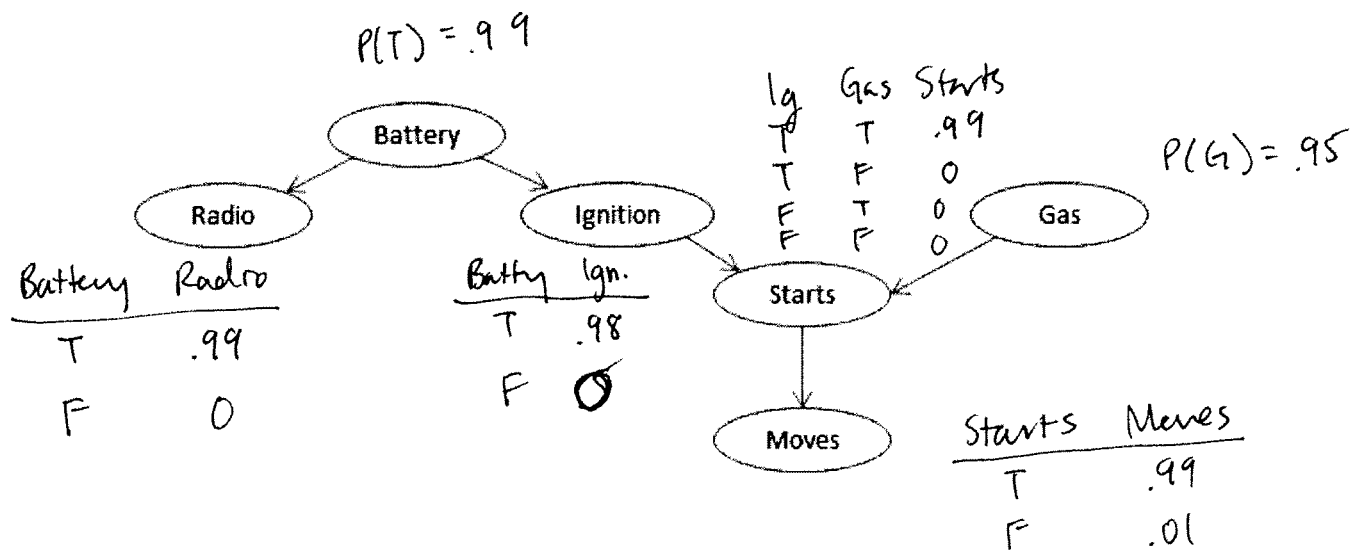 P(T) = .99
Battery
Radio
Ignition
Gas
Starts
Moves
Ig Gas Starts
T T .99
T F 0
F T 0
F F 0
P(G) = .95
Battery Radio
T .99
F 0
Batty Ign.
T .98
F 0
Starts Moves
T .99
F .01